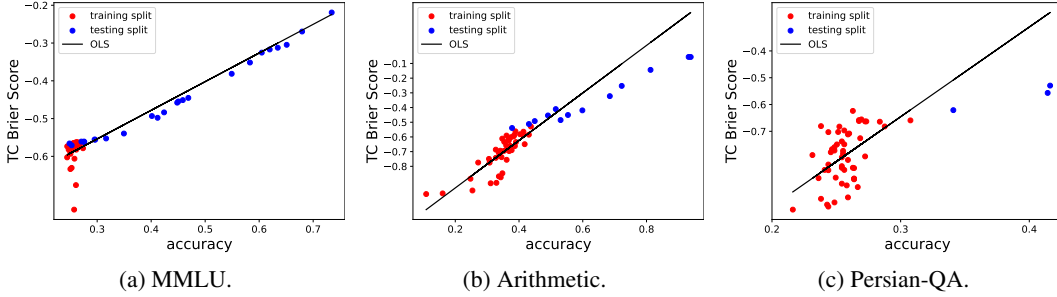 TC Brier Score
−0.2
−0.3
−0.4
−0.5
−0.6
training split
testing split
OLS
0.3
0.4
0.5
0.6
0.7
accuracy
(a) MMLU.
TC Brier Score
−0.1
−0.2
−0.3
−0.4
−0.5
−0.6
−0.7
−0.8
training split
testing split
OLS
0.2
0.4
0.6
0.8
accuracy
(b) Arithmetic.
TC Brier Score
−0.4
−0.5
−0.6
−0.7
training split
testing split
OLS
0.2
0.3
0.4
accuracy
(c) Persian-QA.